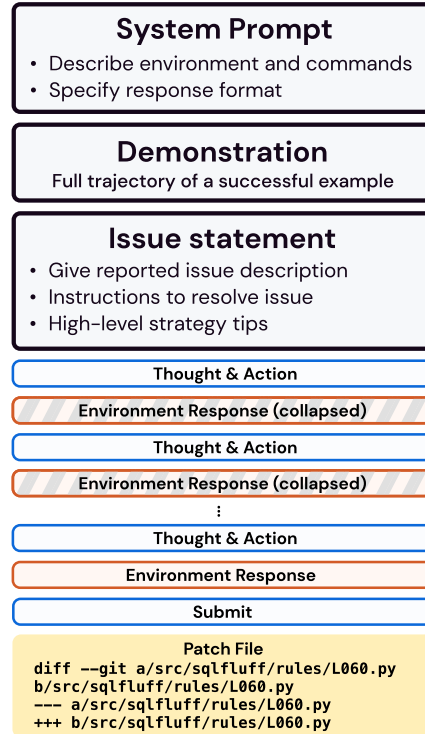 System Prompt
• Describe environment and commands
• Specify response format
Demonstration
Full trajectory of a successful example
Issue statement
• Give reported issue description
• Instructions to resolve issue
• High-level strategy tips
Thought & Action
Environment Response (collapsed)
Thought & Action
Environment Response (collapsed)
⋮
Thought & Action
Environment Response
Submit
Patch File
diff --git a/src/sqlfluff/rules/L060.py
b/src/sqlfluff/rules/L060.py
--- a/src/sqlfluff/rules/L060.py
+++ b/src/sqlfluff/rules/L060.py